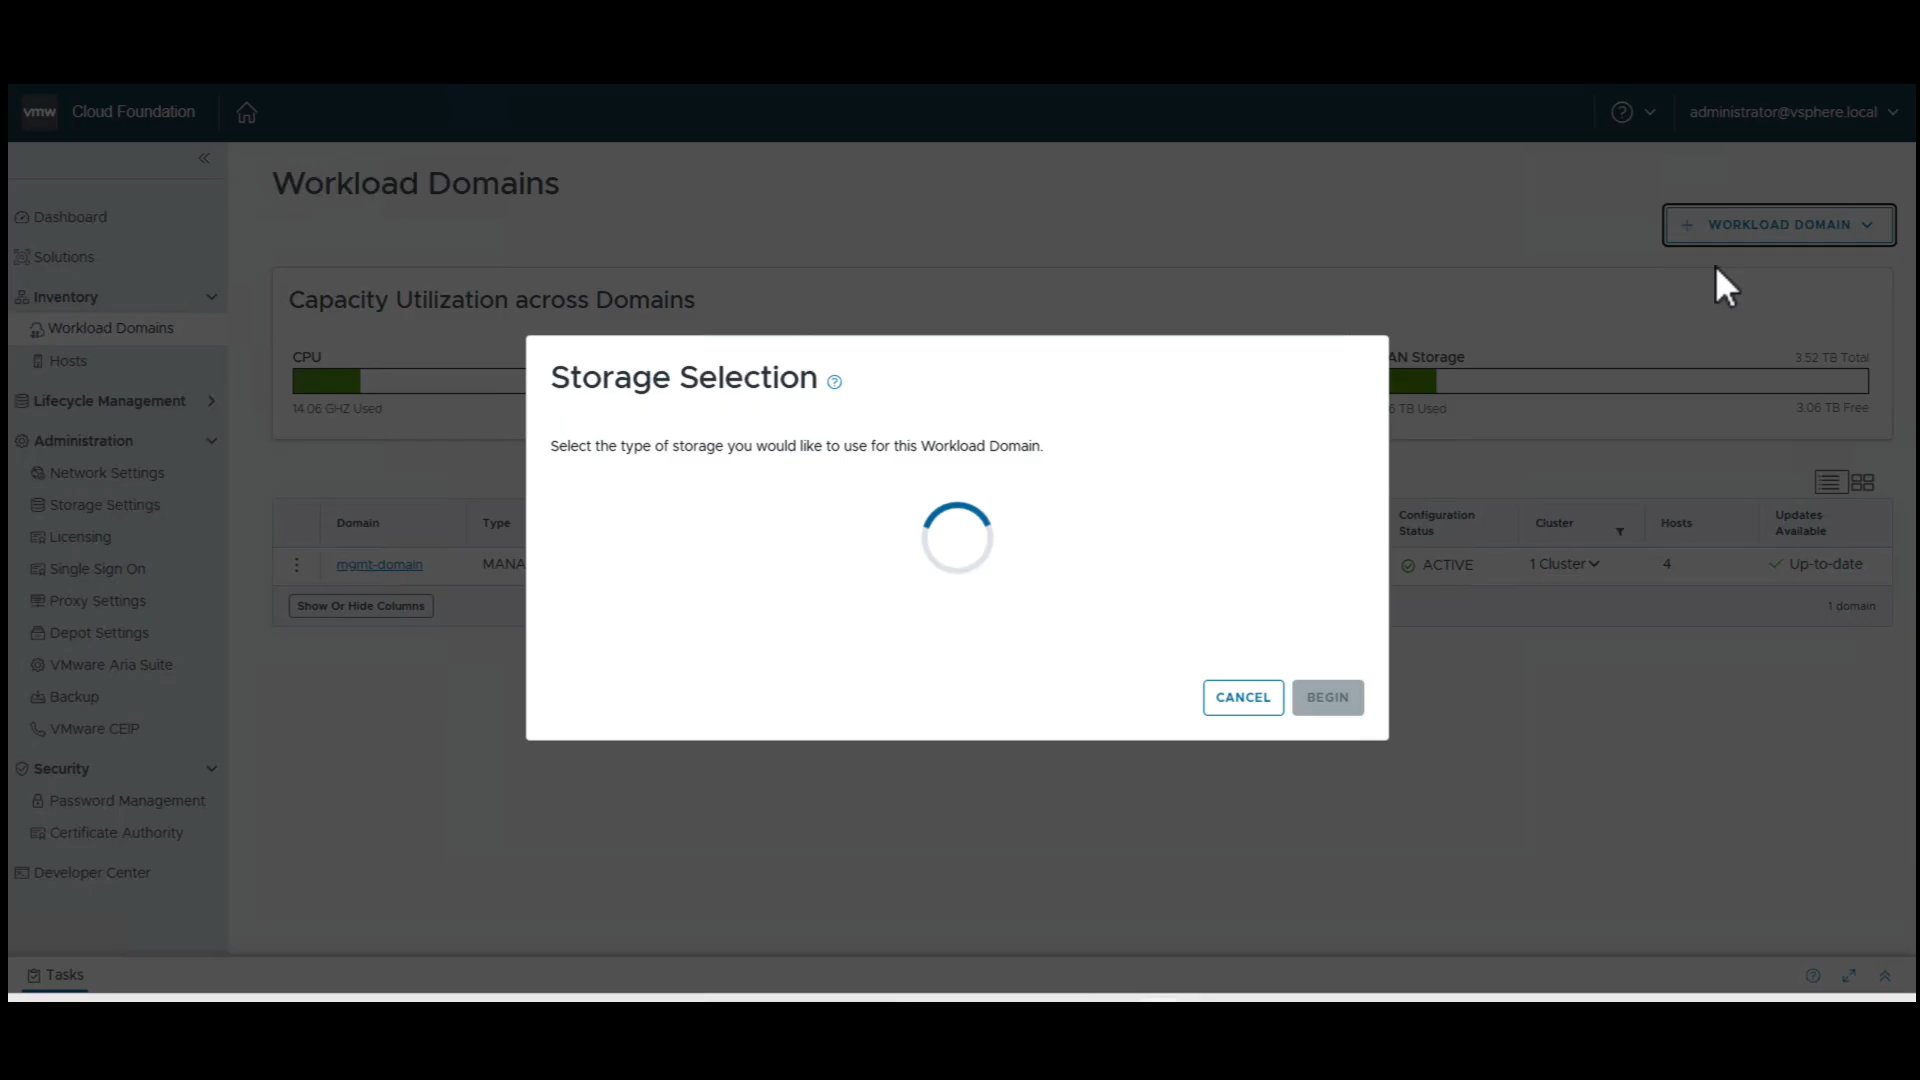 vmw Cloud Foundation
administrator@vsphere.local
Dashboard
Solutions
Inventory
Workload Domains
Hosts
Lifecycle Management
Administration
Network Settings
Storage Settings
Licensing
Single Sign On
Proxy Settings
Depot Settings
VMware Aria Suite
Backup
VMware CEIP
Security
Password Management
Certificate Authority
Developer Center
Workload Domains
+ WORKLOAD DOMAIN
Capacity Utilization across Domains
CPU
14.06 GHZ Used
AN Storage
3.52 TB Total
6 TB Used
3.06 TB Free
Storage Selection
Select the type of storage you would like to use for this Workload Domain.
CANCEL
BEGIN
Domain
Type
Configuration
Status
Cluster
Hosts
Updates
Available
mgmt-domain
MANA
ACTIVE
1 Cluster
4
Up-to-date
Show Or Hide Columns
1 domain
Tasks